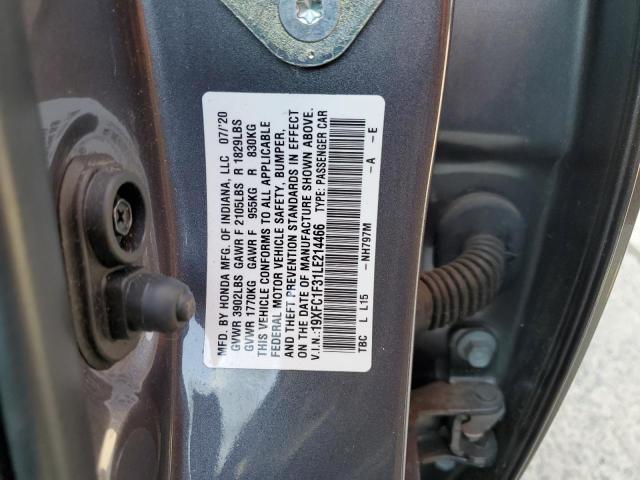 MFD. BY HONDA MFG. OF INDIANA, LLC 07/'20
GVWR 3902LBS GAWR F 2105LBS R 1829LBS
GVWR 1770KG GAWR F 955KG R 830KG
THIS VEHICLE CONFORMS TO ALL APPLICABLE
FEDERAL MOTOR VEHICLE SAFETY, BUMPER,
AND THEFT PREVENTION STANDARDS IN EFFECT
ON THE DATE OF MANUFACTURE SHOWN ABOVE.
V.I.N.:19XFC1F31LE214466 TYPE: PASSENGER CAR
TBC L L15 -NH797M -A -E